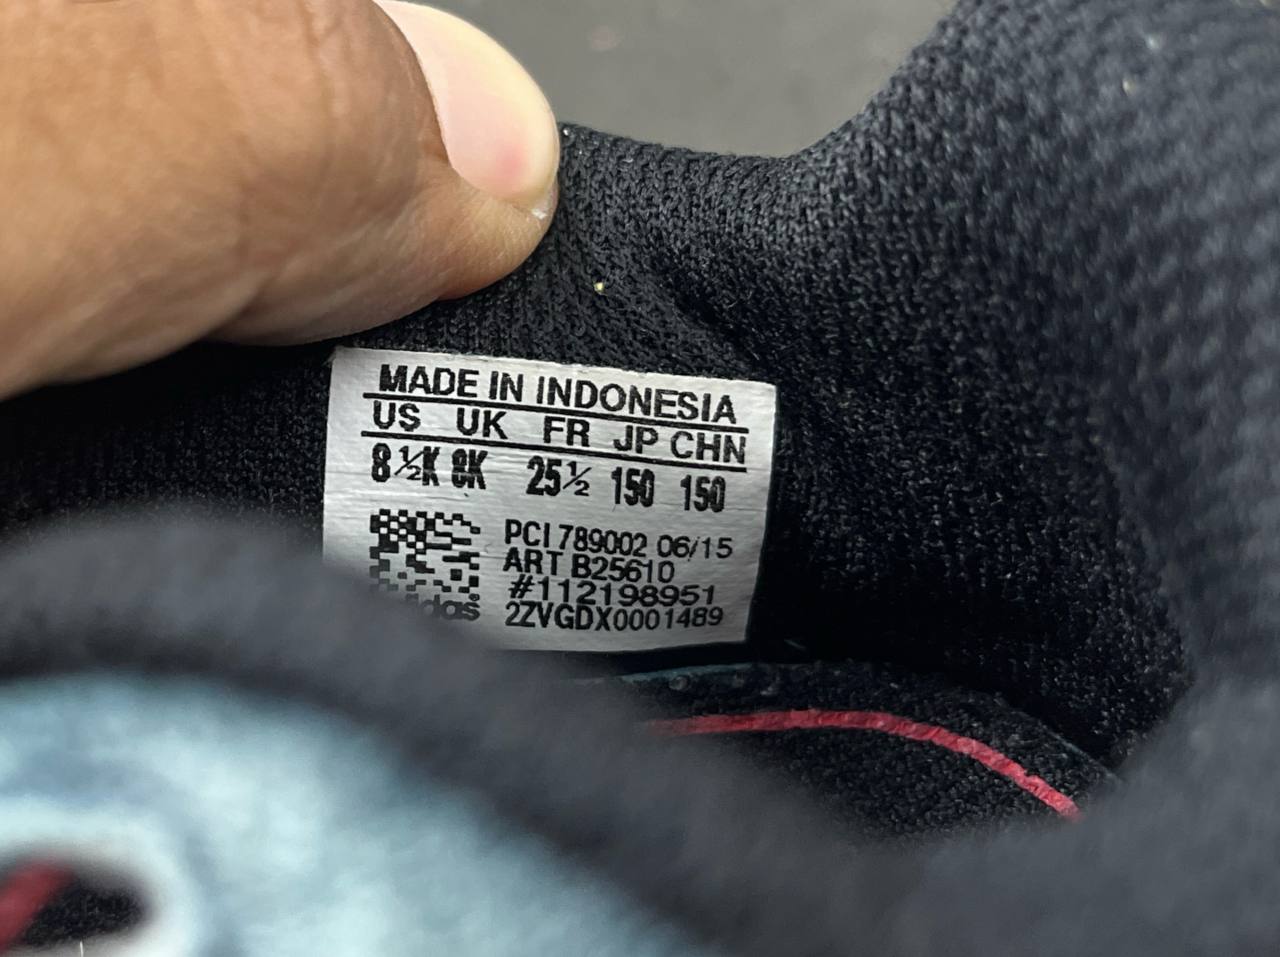 MADE IN INDONESIA
US UK FR JP CHN
8½K 8K 25½ 150 150
PCI 789002 06/15
ART B25610
#112198951
adidas 2ZVGDX0001489